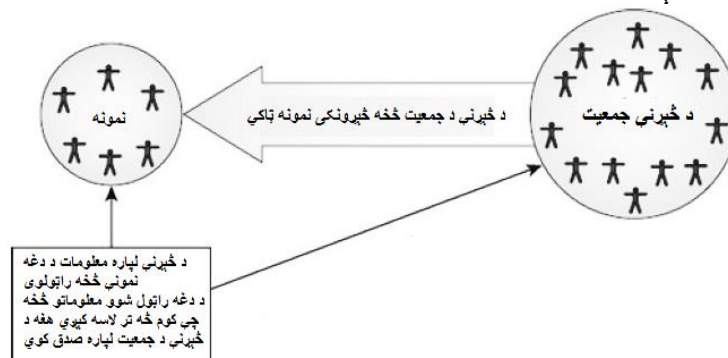 د څېړنې جمعیت
د څېړنې د جمعیت څخه څېړونکی نمونه ټاکي
نمونه
د څېړنې لپاره معلومات د دغه
نمونې څخه راټولوی
د دغه راټول شوو معلوماتو څخه
چې کوم څه تر لاسه کیږي هغه د
څېړنې د جمعیت لپاره صدق کوي